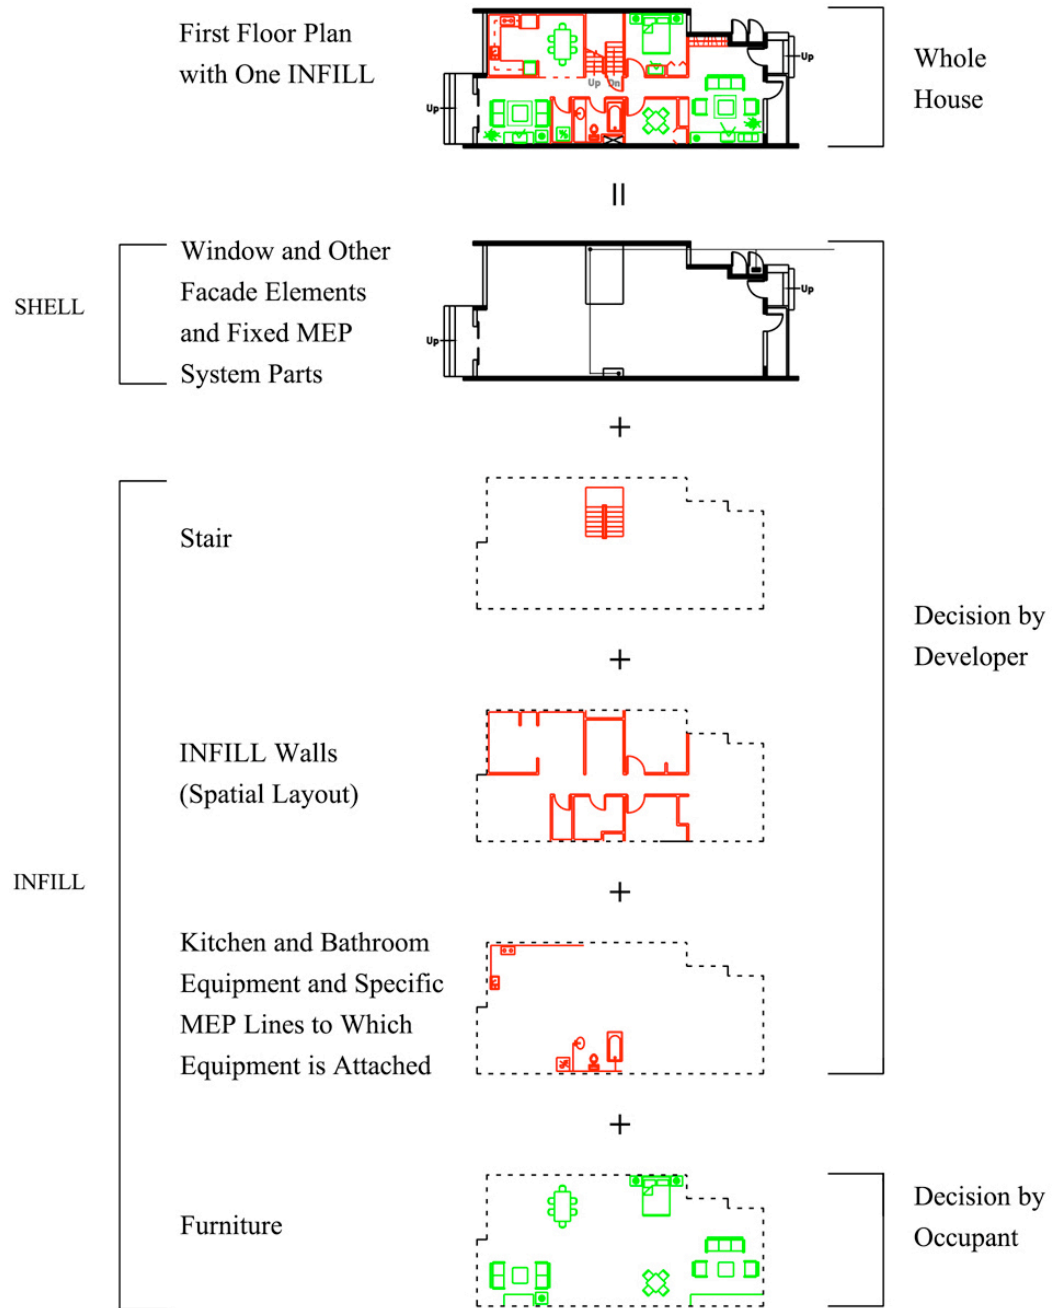 First Floor Plan
with One INFILL
Up Dn
Up
Up
Whole
House
=
SHELL
Window and Other
Facade Elements
and Fixed MEP
System Parts
Up
Up
+
Stair
+
Decision by
Developer
INFILL Walls
(Spatial Layout)
INFILL
+
Kitchen and Bathroom
Equipment and Specific
MEP Lines to Which
Equipment is Attached
+
Furniture
Decision by
Occupant